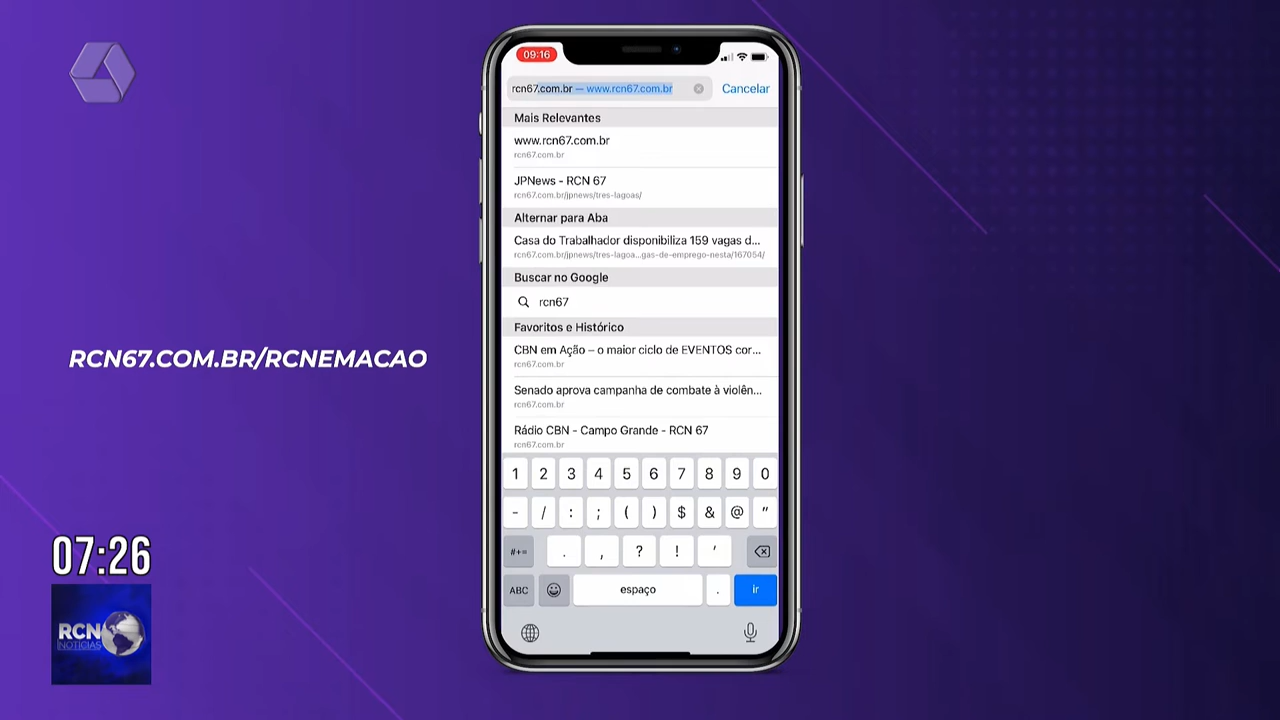 09:16
rcn67.com.br — www.rcn67.com.br
Cancelar
Mais Relevantes
www.rcn67.com.br
rcn67.com.br
JPNews - RCN 67
rcn67.com.br/jpnews/tres-lagoas/
Alternar para Aba
Casa do Trabalhador disponibiliza 159 vagas d...
rcn67.com.br/jpnews/tres-lagoa...gas-de-emprego-nesta/167054/
Buscar no Google
rcn67
Favoritos e Histórico
CBN em Ação – o maior ciclo de EVENTOS cor...
rcn67.com.br
Senado aprova campanha de combate à violên...
rcn67.com.br
Rádio CBN - Campo Grande - RCN 67
rcn67.com.br
1 2 3 4 5 6 7 8 9 0
- / : ; ( ) $ & @ "
#+= . , ? ! '
ABC espaço . ir
RCN67.COM.BR/RCNEMACAO
07:26
RCN
NOTÍCIAS